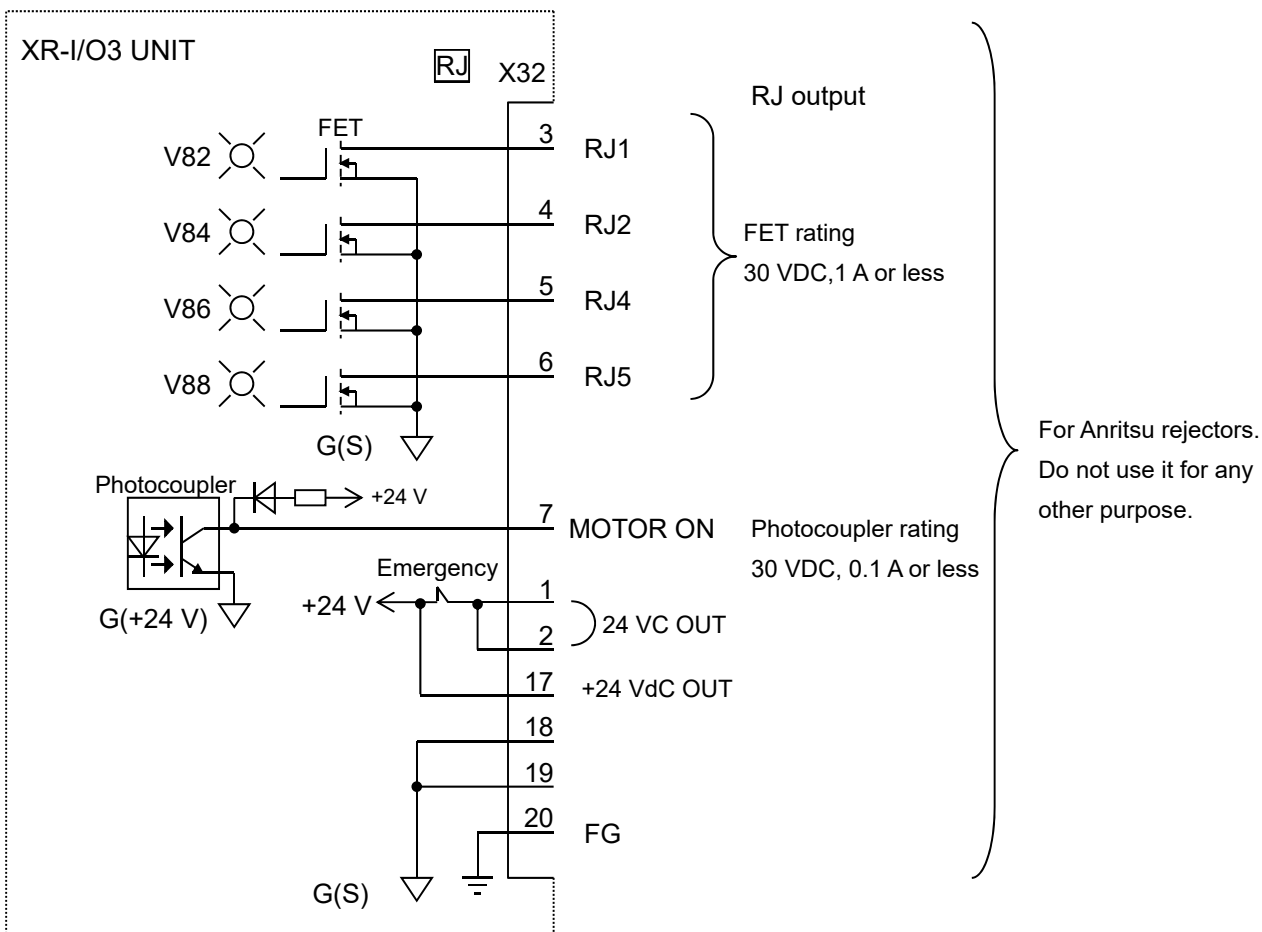 XR-I/O3 UNIT
RJ
X32
RJ output
FET
V82
3
RJ1
V84
4
RJ2
FET rating
30 VDC,1 A or less
V86
5
RJ4
V88
6
RJ5
G(S)
For Anritsu rejectors.
Do not use it for any
other purpose.
Photocoupler
+24 V
7
MOTOR ON
Photocoupler rating
30 VDC, 0.1 A or less
G(+24 V)
Emergency
+24 V
1
2
24 VC OUT
17
+24 VdC OUT
18
19
20
FG
G(S)